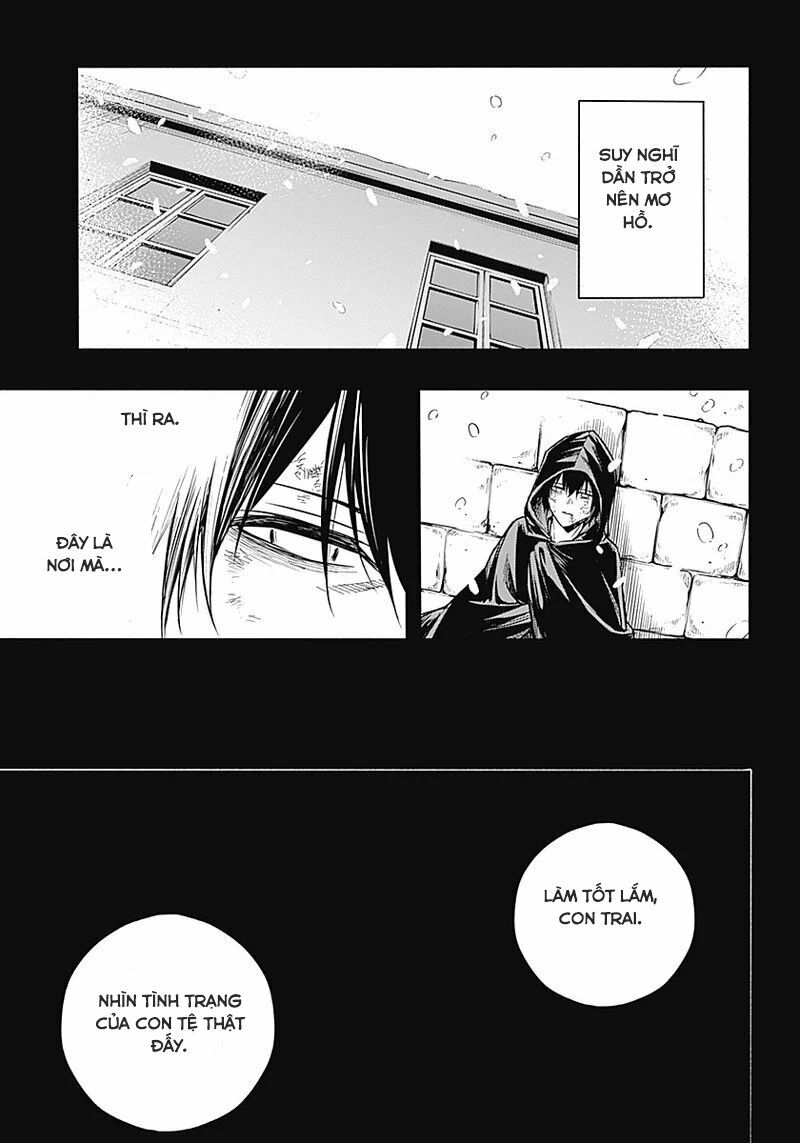 SUY NGHĨ
DẦN TRỞ
NÊN MƠ
HỒ.
THÌ RA.
ĐÂY LÀ
NƠI MÀ...
LÀM TỐT LẮM,
CON TRAI.
NHÌN TÌNH TRẠNG
CỦA CON TỆ THẬT
ĐẤY.